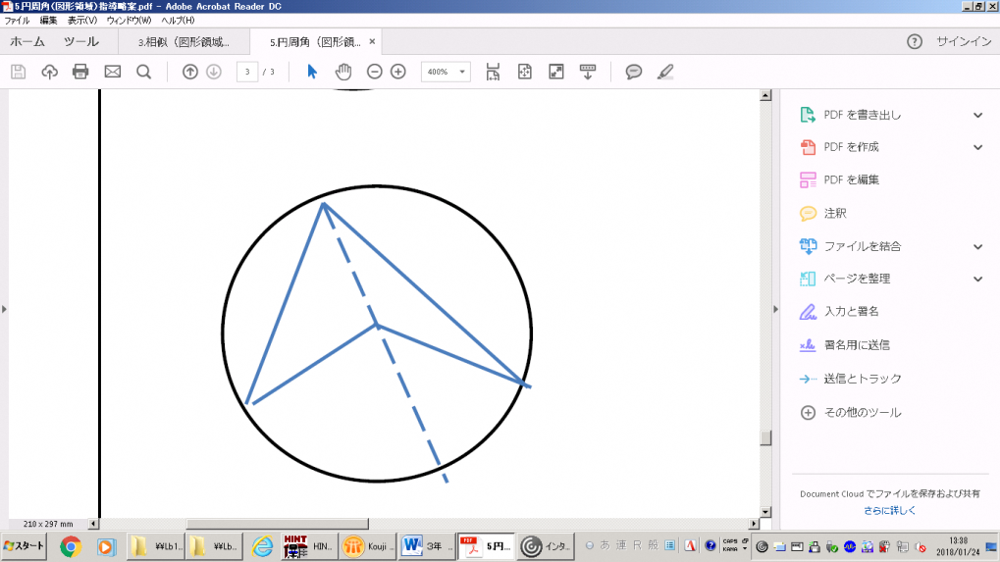 5.円周角(図形領域)指導略案.pdf - Adobe Acrobat Reader DC
ファイル 編集 表示(V) ウィンドウ(W) ヘルプ(H)
ホーム ツール 3.相似（図形領域... 5.円周角（図形領... × サインイン
3 / 3 400%
PDF を書き出し
PDF を作成
PDF を編集
注釈
ファイルを結合
ページを整理
入力と署名
署名用に送信
送信とトラック
その他のツール
Document Cloud でファイルを保存および共有
さらに詳しく
210 x 297 mm
スタート ¥¥Lb1... ¥¥Lb... HINT HIN... Kouji ... 3年 ... 5.円... インタ... あ 連 R 般 CAPS KANA 13:38
2018/01/24